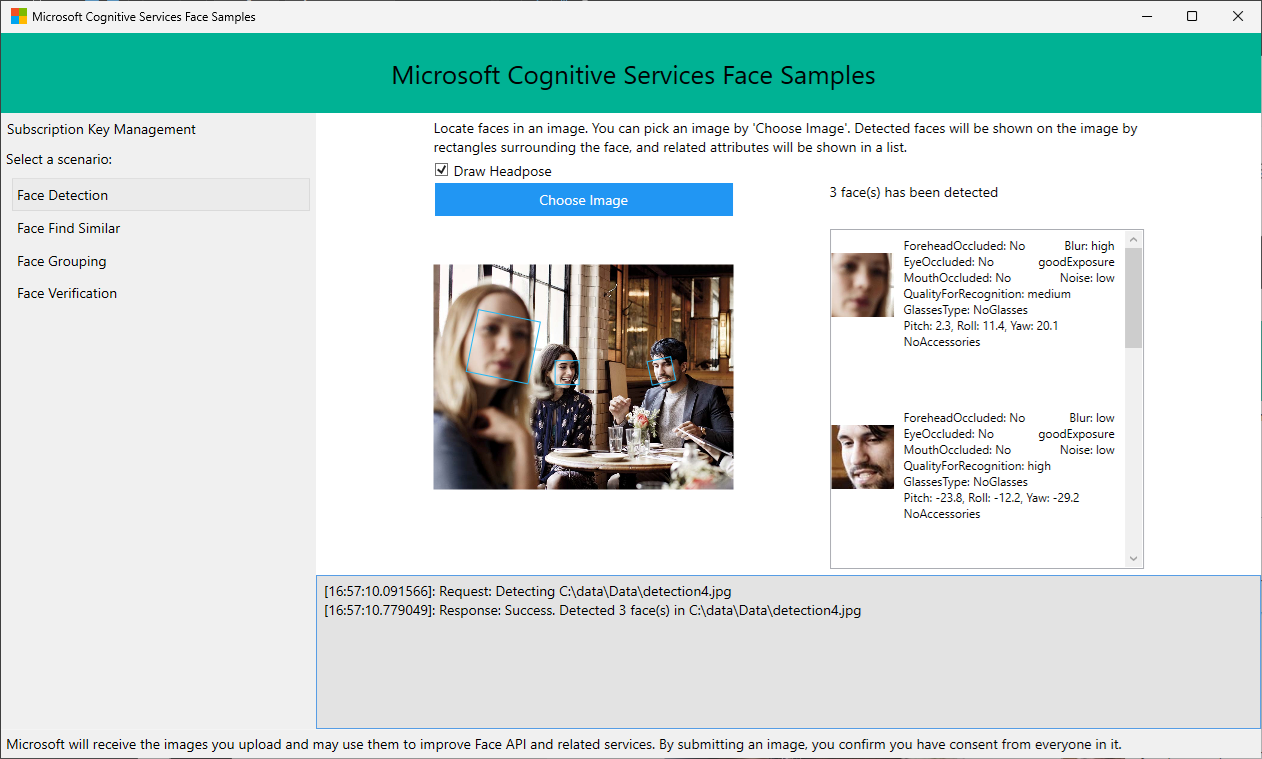 Microsoft Cognitive Services Face Samples
Microsoft Cognitive Services Face Samples
Subscription Key Management
Select a scenario:
Face Detection
Face Find Similar
Face Grouping
Face Verification
Locate faces in an image. You can pick an image by 'Choose Image'. Detected faces will be shown on the image by
rectangles surrounding the face, and related attributes will be shown in a list.
Draw Headpose
Choose Image
3 face(s) has been detected
ForeheadOccluded: No Blur: high
EyeOccluded: No goodExposure
MouthOccluded: No Noise: low
QualityForRecognition: medium
GlassesType: NoGlasses
Pitch: 2.3, Roll: 11.4, Yaw: 20.1
NoAccessories
ForeheadOccluded: No Blur: low
EyeOccluded: No goodExposure
MouthOccluded: No Noise: low
QualityForRecognition: high
GlassesType: NoGlasses
Pitch: -23.8, Roll: -12.2, Yaw: -29.2
NoAccessories
[16:57:10.091566]: Request: Detecting C:\data\Data\detection4.jpg
[16:57:10.779049]: Response: Success. Detected 3 face(s) in C:\data\Data\detection4.jpg
Microsoft will receive the images you upload and may use them to improve Face API and related services. By submitting an image, you confirm you have consent from everyone in it.